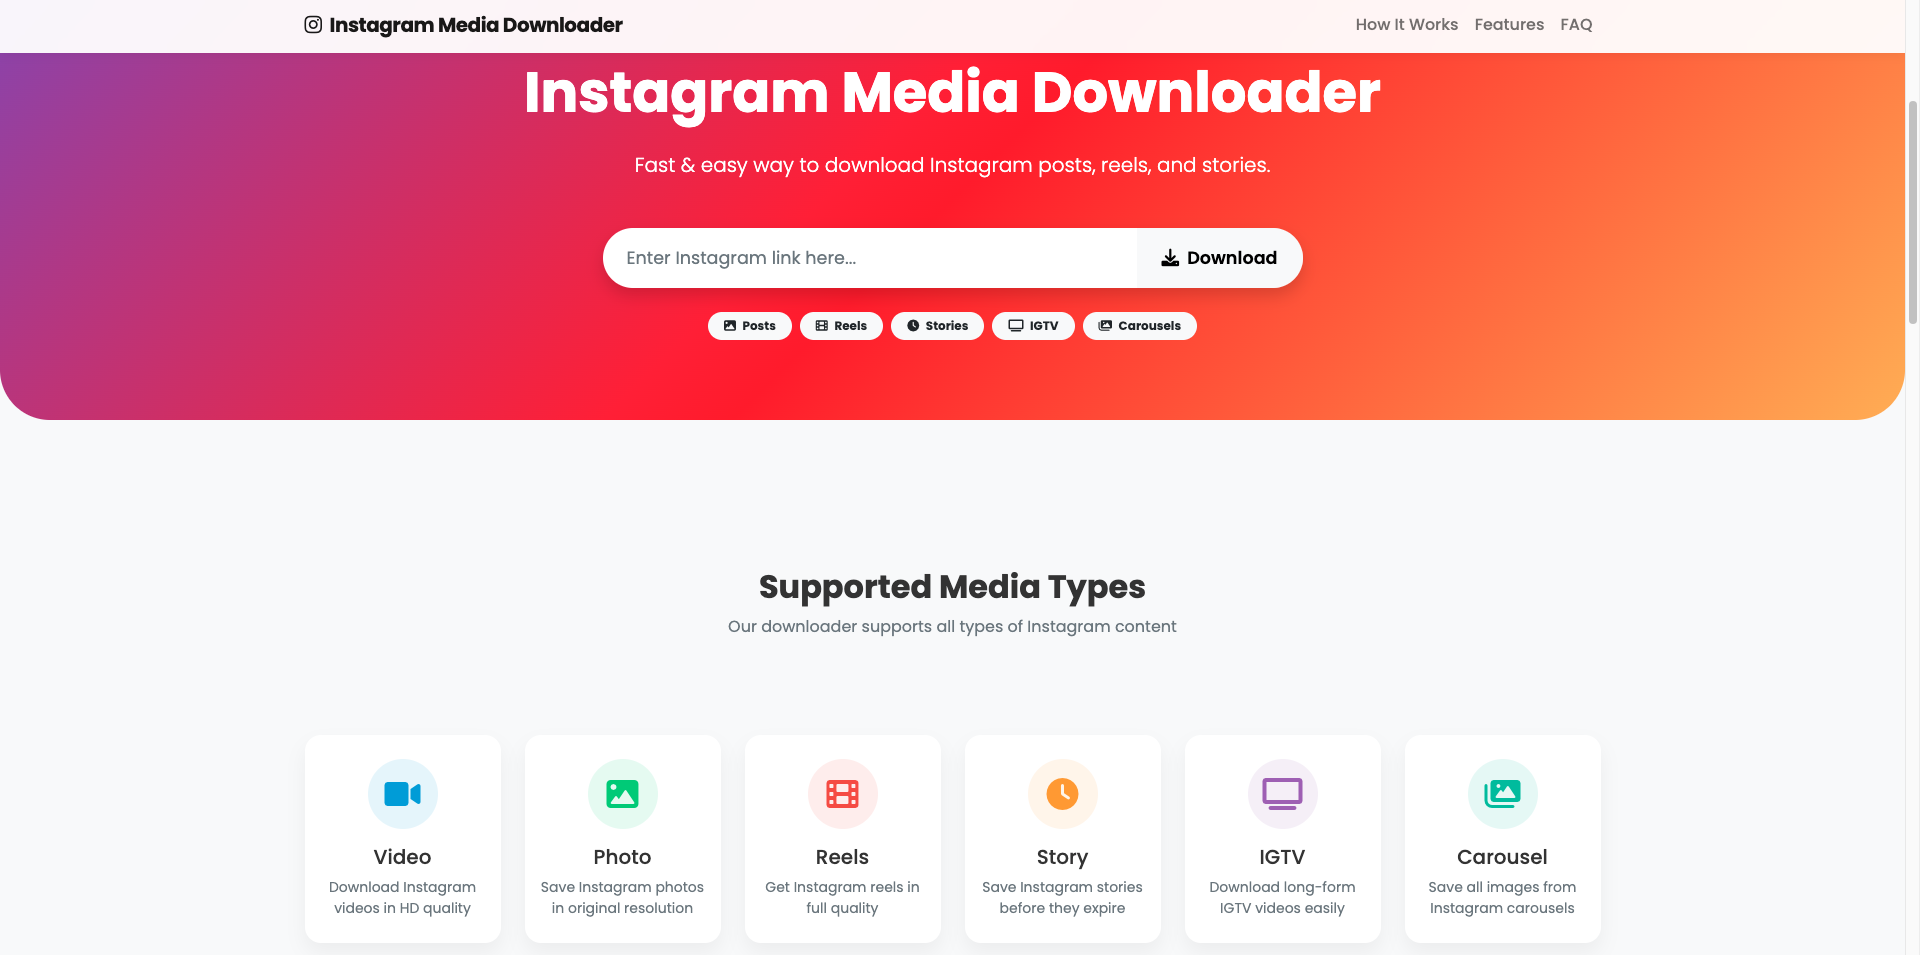 Instagram Media Downloader
How It Works Features FAQ
Instagram Media Downloader
Fast & easy way to download Instagram posts, reels, and stories.
Enter Instagram link here...
Download
Posts Reels Stories IGTV Carousels
Supported Media Types
Our downloader supports all types of Instagram content
Video
Download Instagram
videos in HD quality
Photo
Save Instagram photos
in original resolution
Reels
Get Instagram reels in
full quality
Story
Save Instagram stories
before they expire
IGTV
Download long-form
IGTV videos easily
Carousel
Save all images from
Instagram carousels